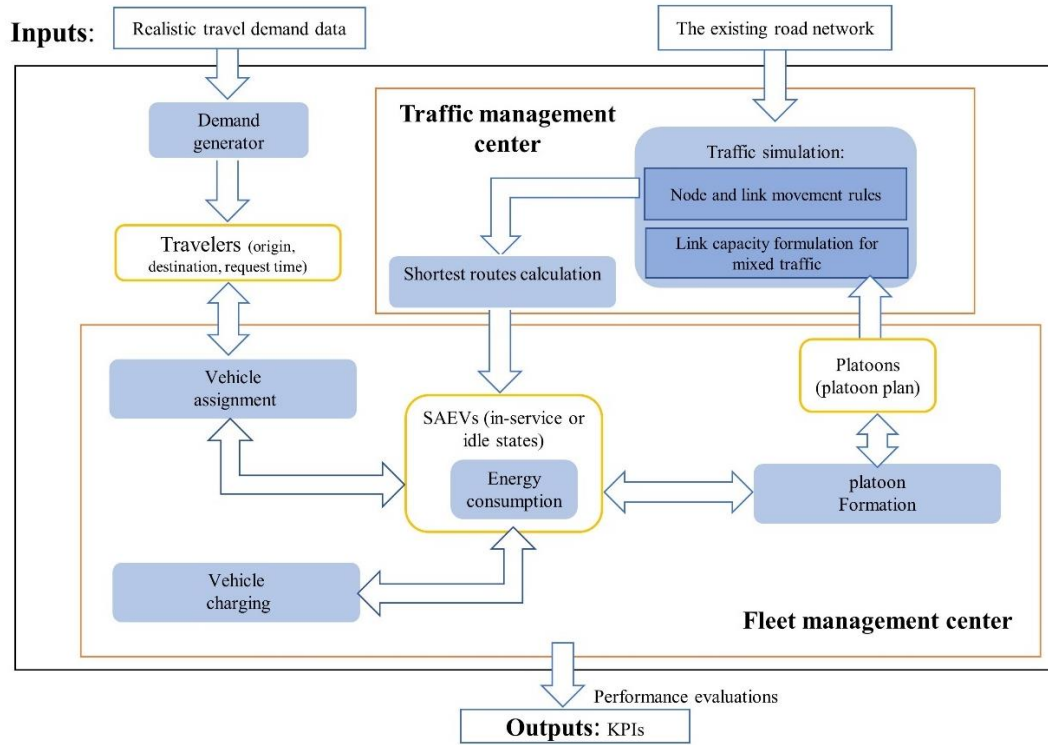 Inputs:
Realistic travel demand data
The existing road network
Demand
generator
Traffic management
center
Traffic simulation:
Node and link movement rules
Link capacity formulation for
mixed traffic
Travelers (origin,
destination, request time)
Shortest routes calculation
Vehicle
assignment
SAEVs (in-service or
idle states)
Energy
consumption
Platoons
(platoon plan)
platoon
Formation
Vehicle
charging
Fleet management center
Performance evaluations
Outputs: KPIs